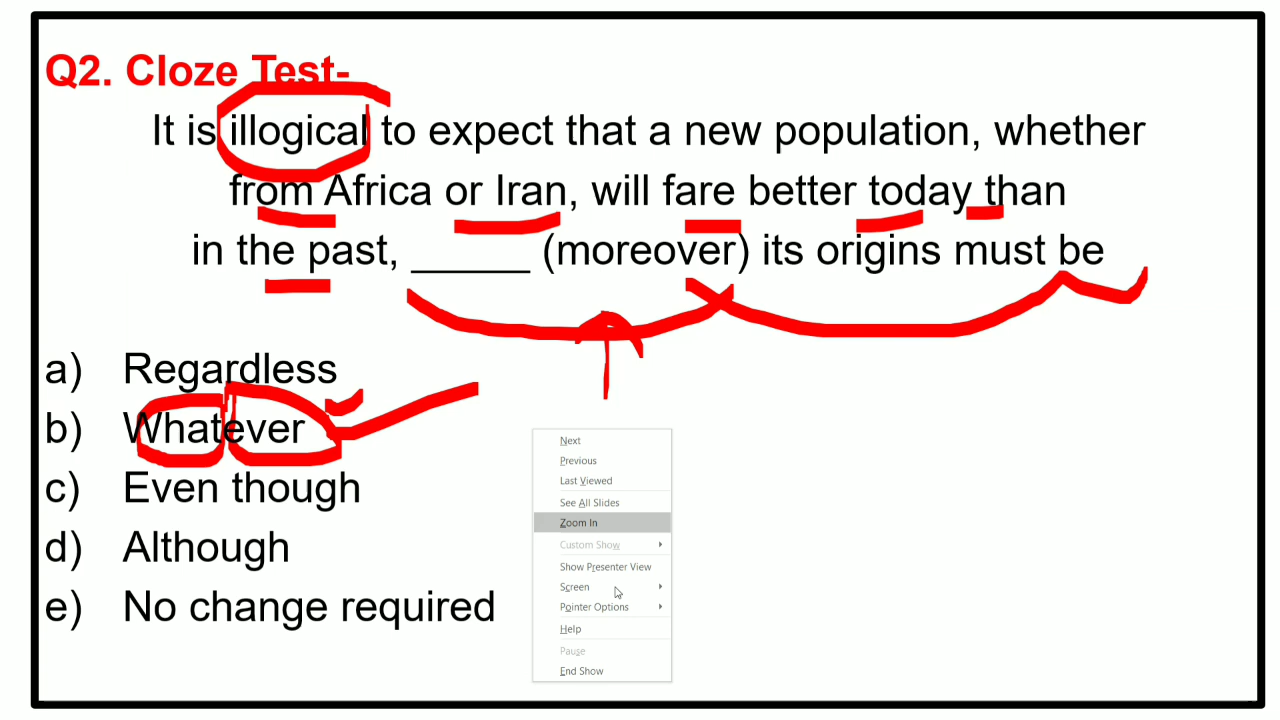 Q2. Cloze Test-
It is illogical to expect that a new population, whether
from Africa or Iran, will fare better today than
in the past, _____ (moreover) its origins must be
a) Regardless
b) Whatever
c) Even though
d) Although
e) No change required
Next
Previous
Last Viewed
See All Slides
Zoom In
Custom Show
Show Presenter View
Screen
Pointer Options
Help
Pause
End Show